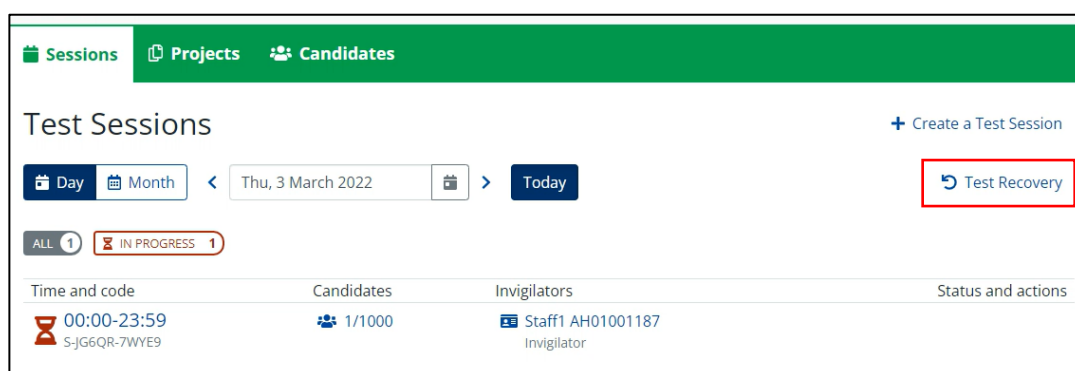 Sessions Projects Candidates
Test Sessions
+ Create a Test Session
Day Month < Thu, 3 March 2022 > Today
Test Recovery
ALL 1 IN PROGRESS 1
Time and code Candidates Invigilators Status and actions
00:00-23:59 1/1000 Staff1 AH01001187
S-JG6QR-7WYE9 Invigilator